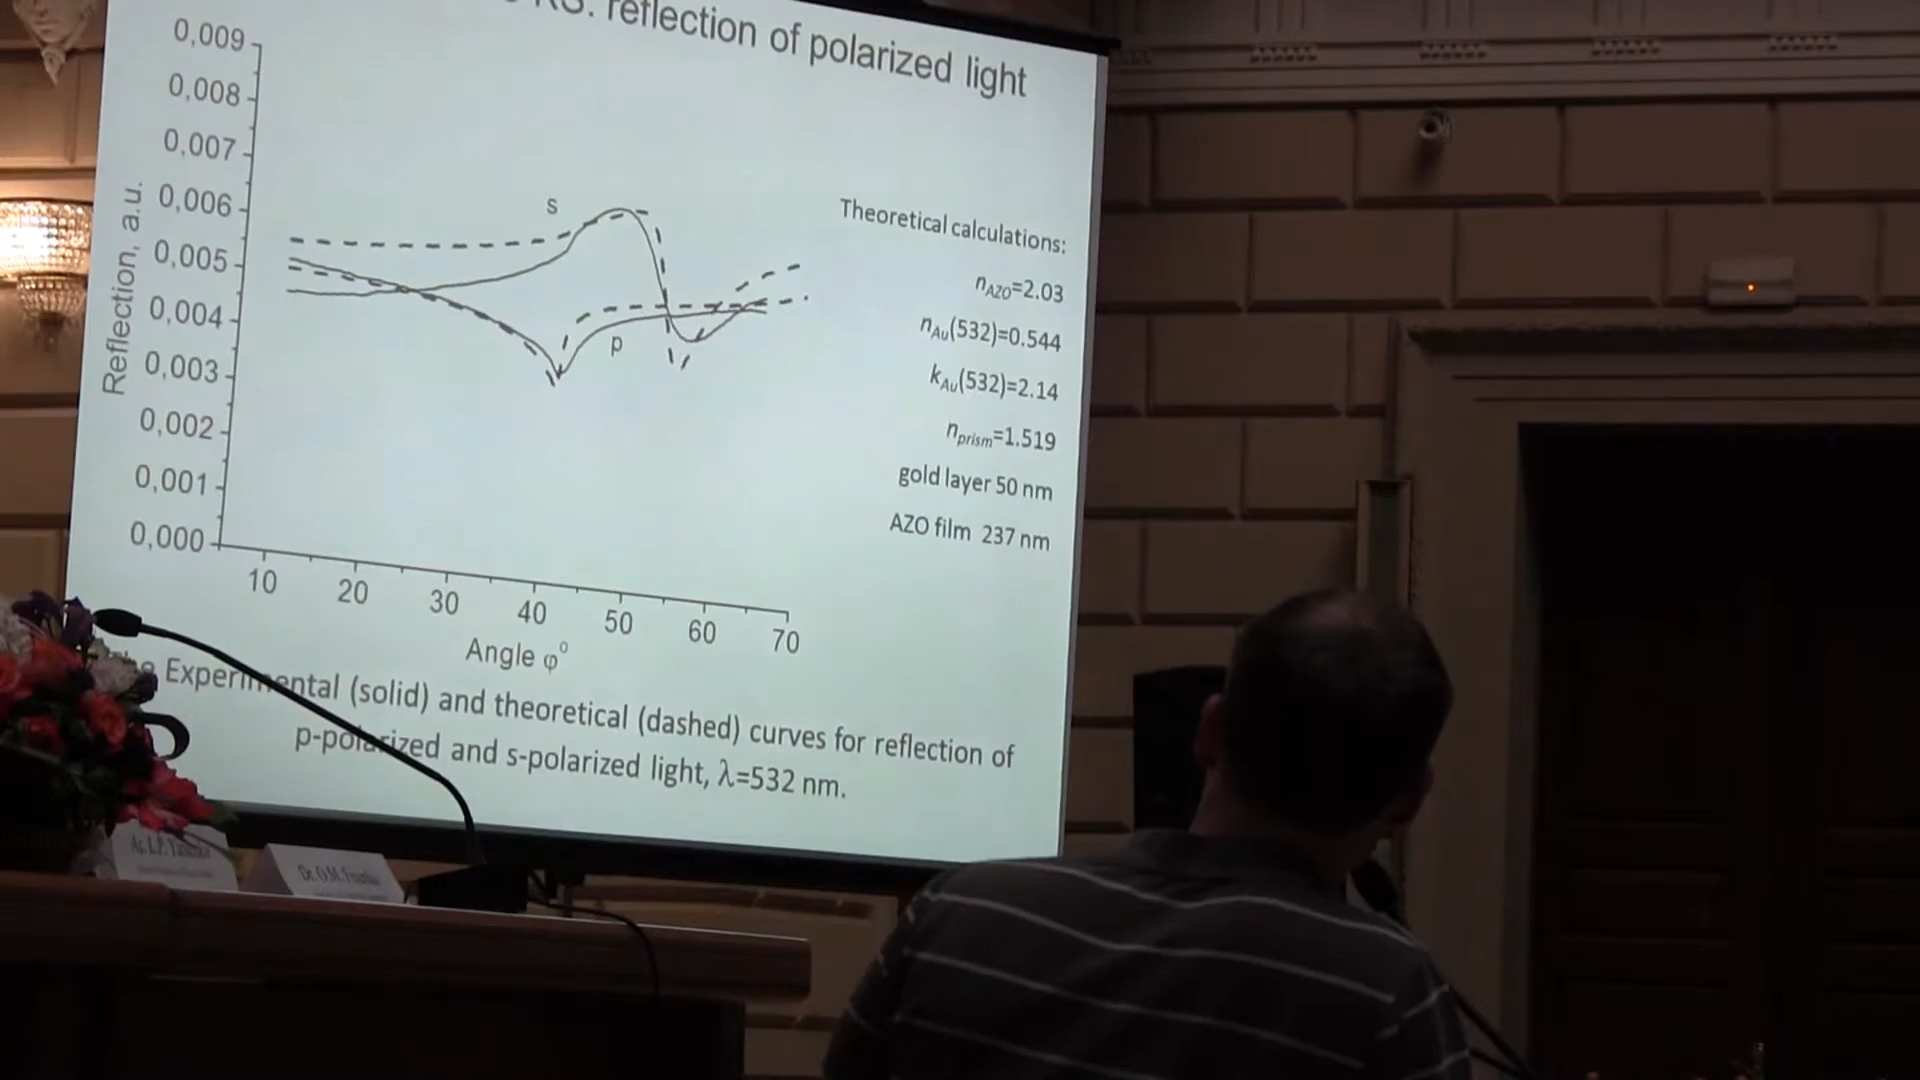 reflection of polarized light
0,009
0,008
0,007
0,006
0,005
0,004
0,003
0,002
0,001
0,000
Reflection, a.u.
s
p
10 20 30 40 50 60 70
Angle φ⁰
Theoretical calculations:
nAZO=2.03
nAu(532)=0.544
kAu(532)=2.14
nprism=1.519
gold layer 50 nm
AZO film 237 nm
Experimental (solid) and theoretical (dashed) curves for reflection of
p-polarized and s-polarized light, λ=532 nm.
Dr. O.M.